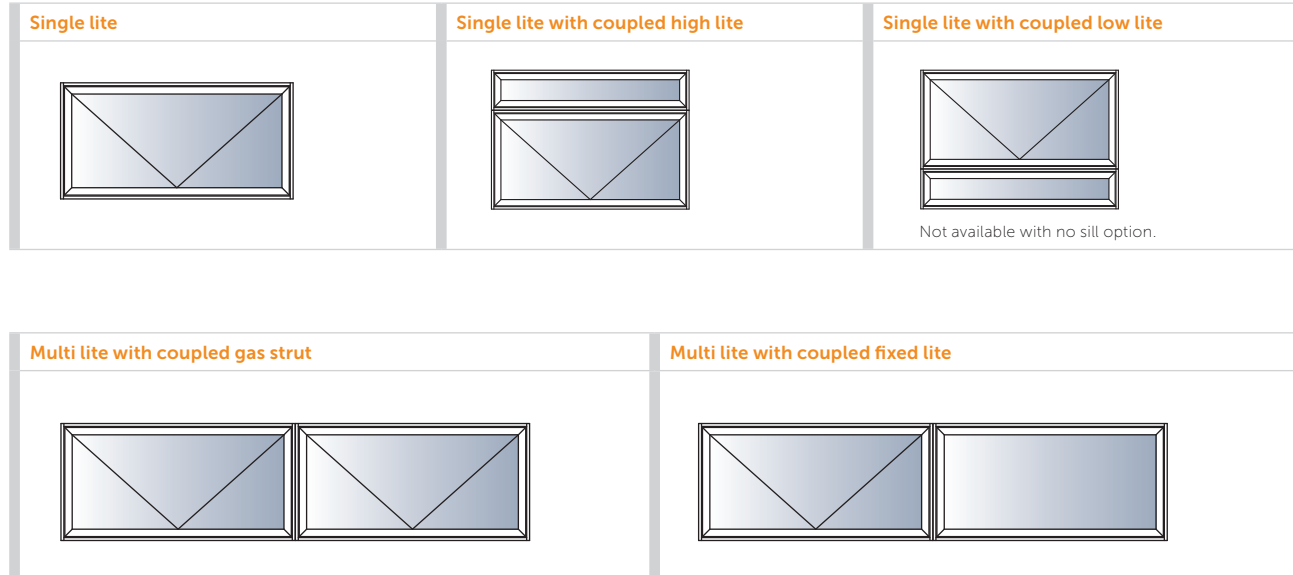 Single lite
Single lite with coupled high lite
Single lite with coupled low lite
Not available with no sill option.
Multi lite with coupled gas strut
Multi lite with coupled fixed lite